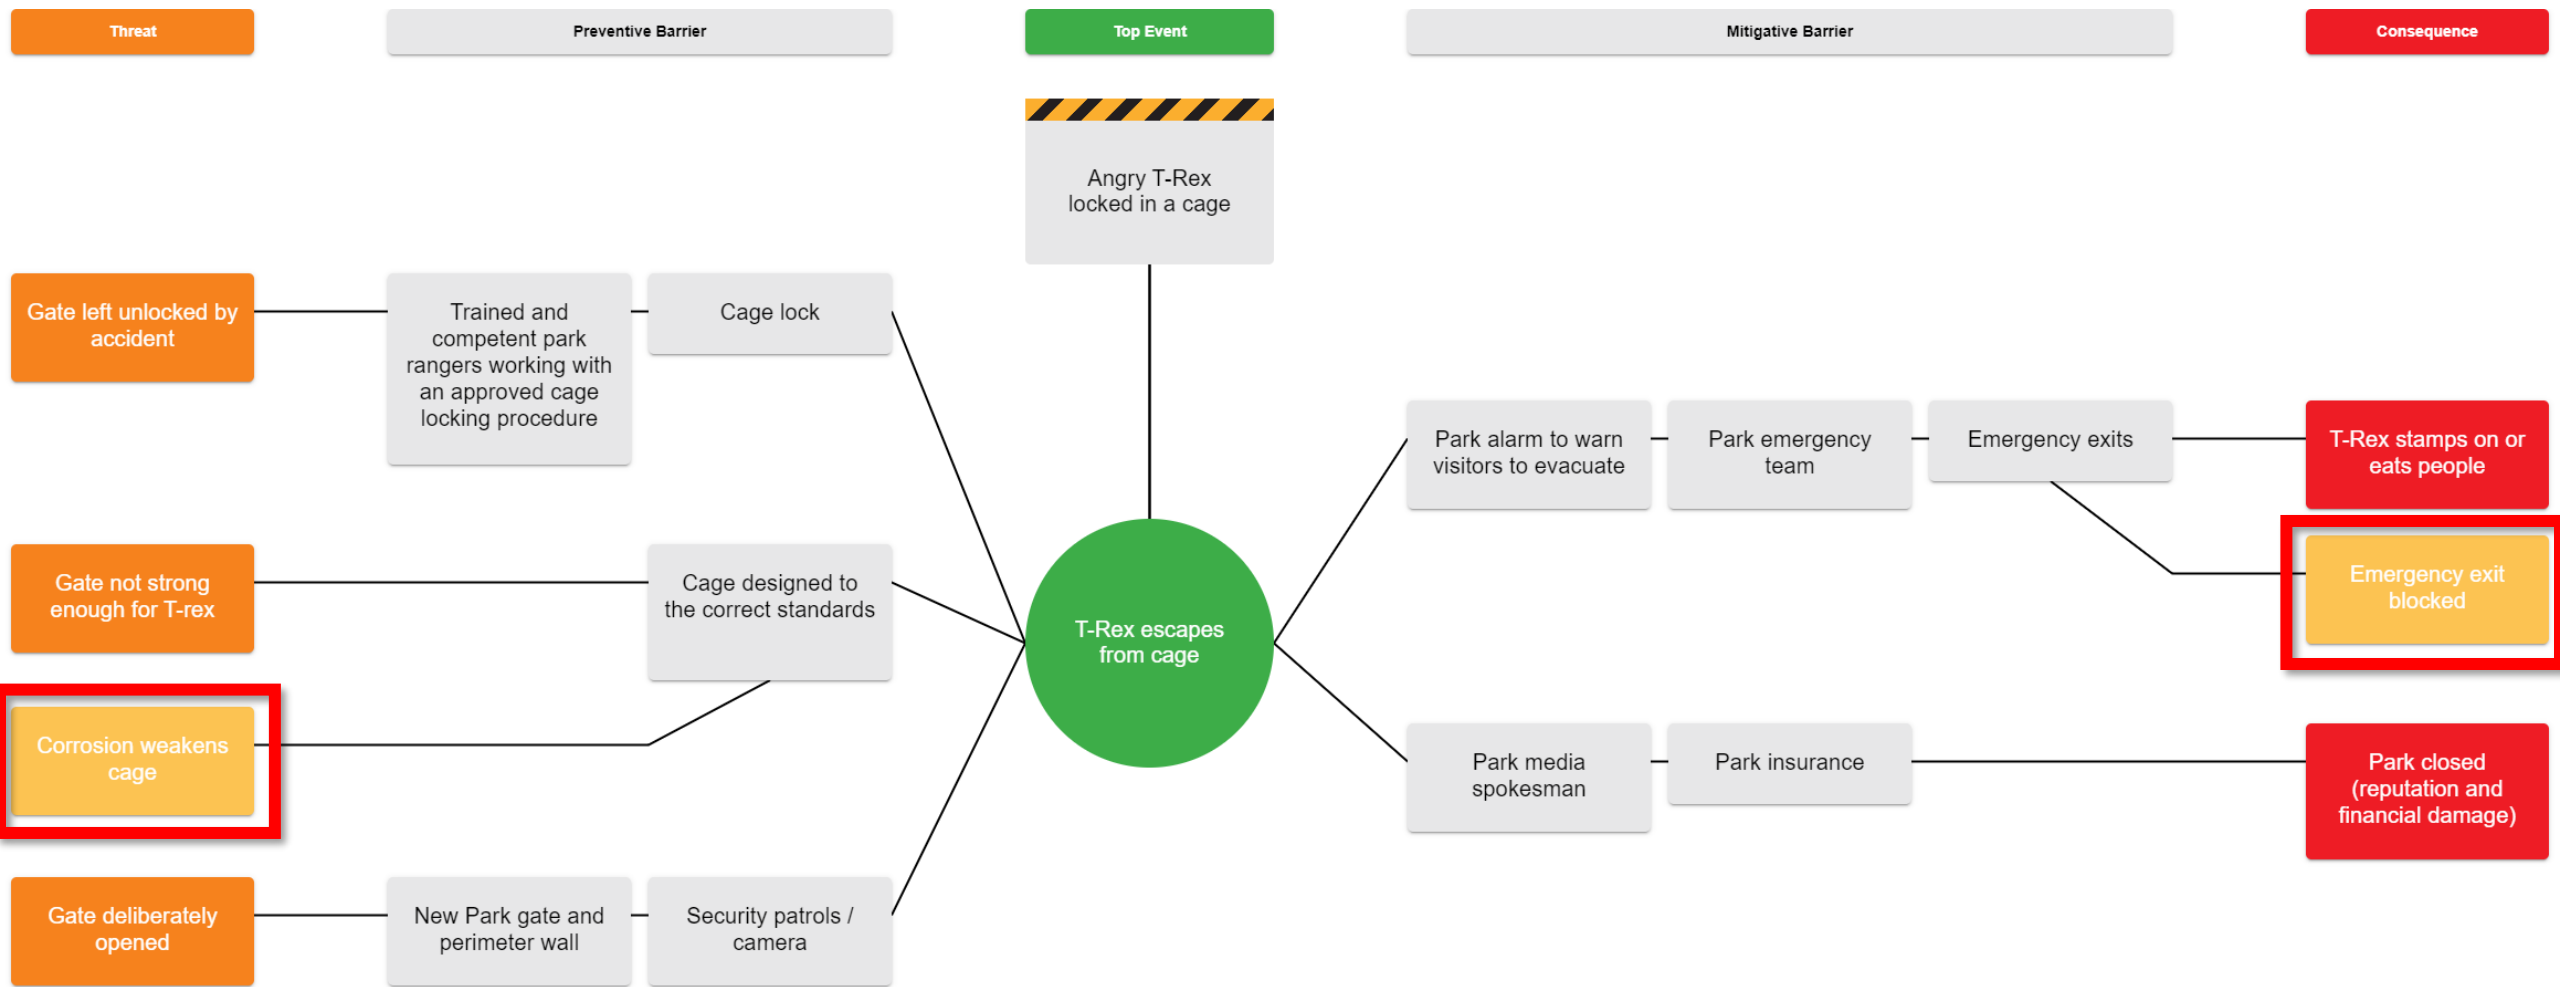 Threat
Preventive Barrier
Top Event
Mitigative Barrier
Consequence
Angry T-Rex
locked in a cage
Gate left unlocked by
accident
Trained and
competent park
rangers working with
an approved cage
locking procedure
Cage lock
Park alarm to warn
visitors to evacuate
Park emergency
team
Emergency exits
T-Rex stamps on or
eats people
Gate not strong
enough for T-rex
Cage designed to
the correct standards
T-Rex escapes
from cage
Emergency exit
blocked
Corrosion weakens
cage
Park media
spokesman
Park insurance
Park closed
(reputation and
financial damage)
Gate deliberately
opened
New Park gate and
perimeter wall
Security patrols /
camera